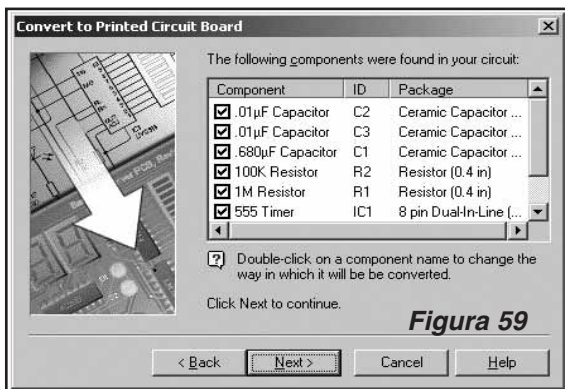 Convert to Printed Circuit Board
The following components were found in your circuit:
Component ID Package
.01µF Capacitor C2 Ceramic Capacitor ...
.01µF Capacitor C3 Ceramic Capacitor ...
.680µF Capacitor C1 Ceramic Capacitor ...
100K Resistor R2 Resistor (0.4 in)
1M Resistor R1 Resistor (0.4 in)
555 Timer IC1 8 pin Dual-In-Line (...
Double-click on a component name to change the
way in which it will be be converted.
Click Next to continue.
Figura 59
< Back Next > Cancel Help